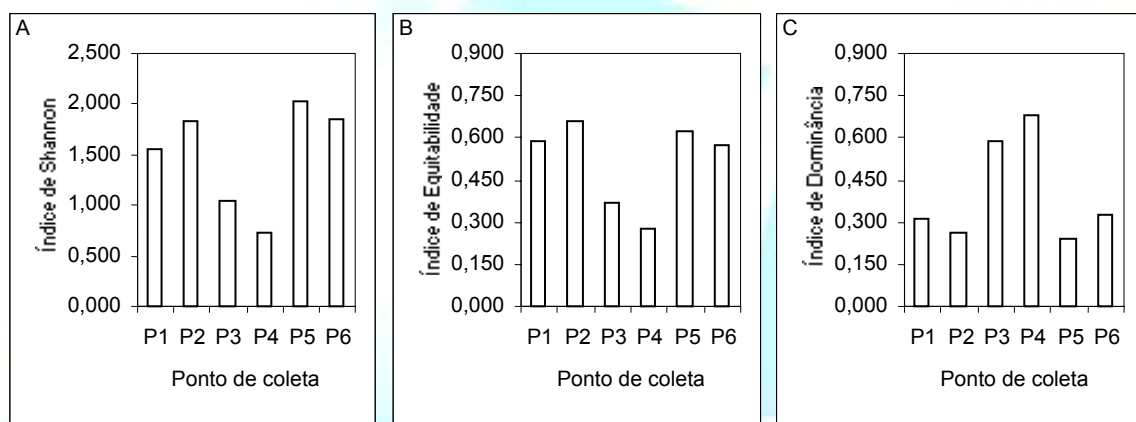 A
Índice de Shannon
2,500
2,000
1,500
1,000
0,500
0,000
P1 P2 P3 P4 P5 P6
Ponto de coleta
B
Índice de Equitabilidade
0,900
0,750
0,600
0,450
0,300
0,150
0,000
P1 P2 P3 P4 P5 P6
Ponto de coleta
C
Índice de Dominância
0,900
0,750
0,600
0,450
0,300
0,150
0,000
P1 P2 P3 P4 P5 P6
Ponto de coleta